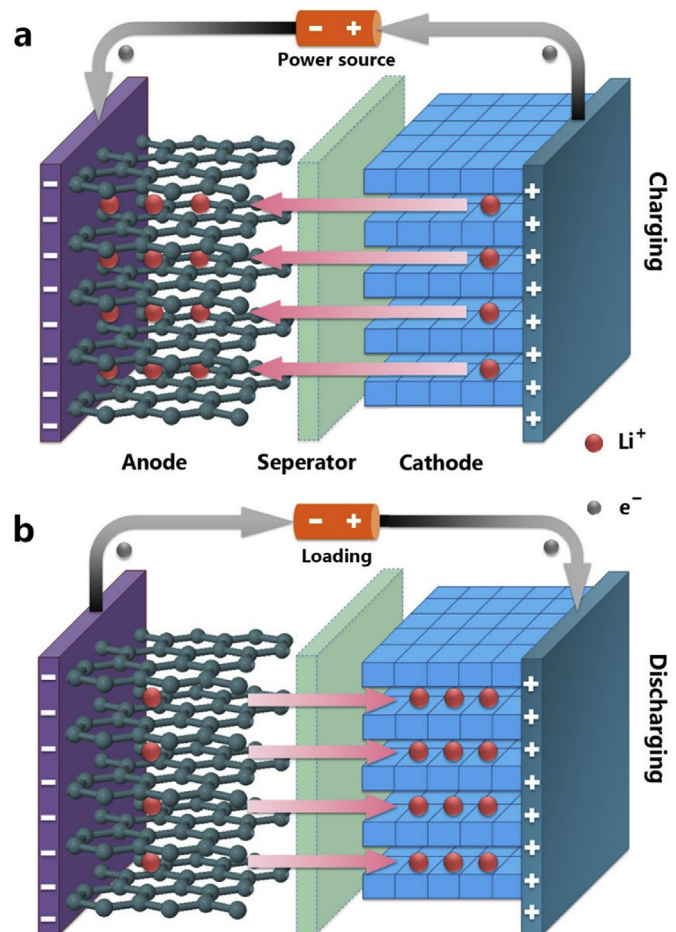 a
- +
Power source
Charging
Anode Seperator Cathode
Li⁺
e⁻
b
- +
Loading
Discharging